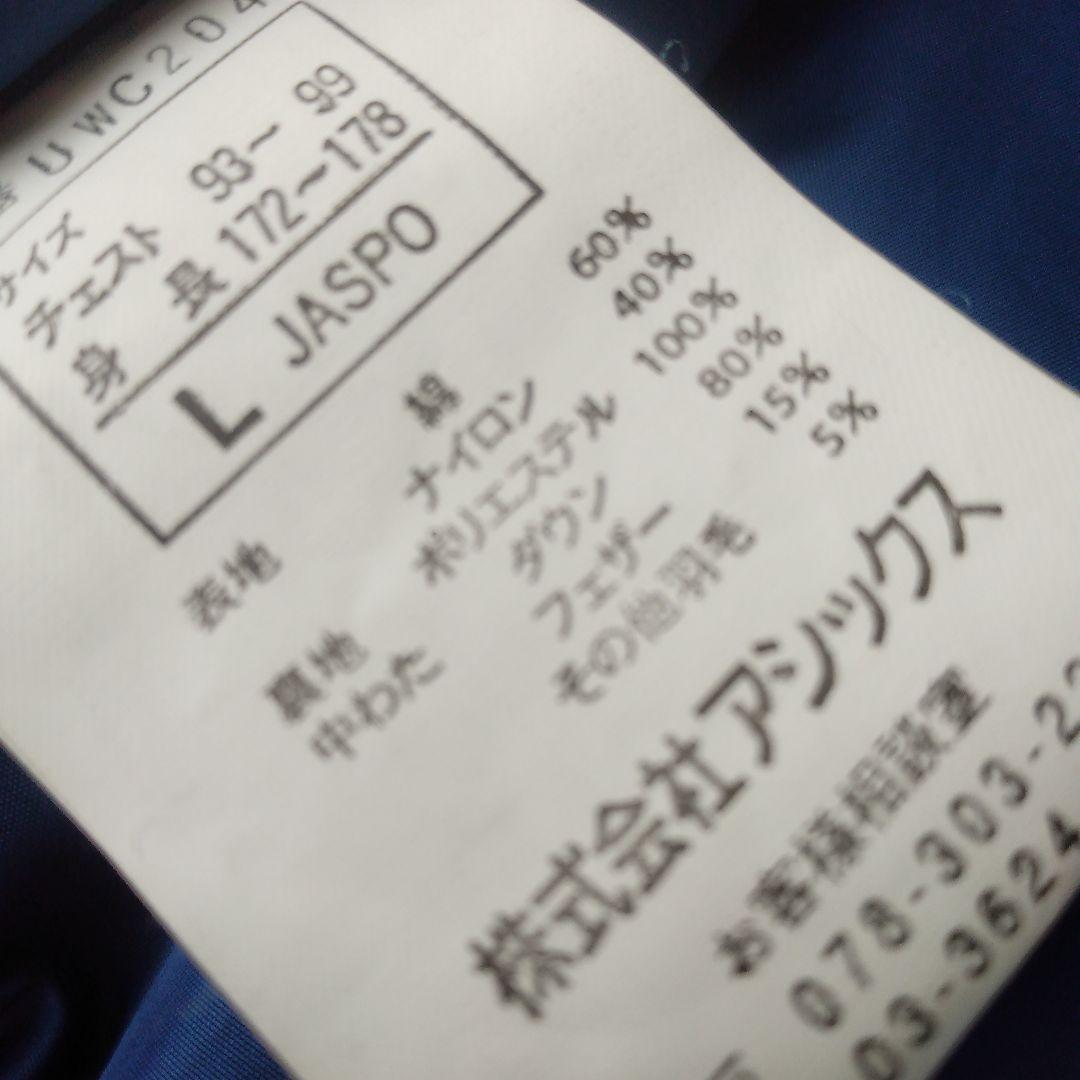 UWC204
サイズ
チェスト 93〜99
身長 172〜178
L JASPO
表地 綿 60%
ナイロン 40%
裏地 ポリエステル 100%
中わた ダウン 80%
フェザー 15%
その他羽毛 5%
株式会社アシックス
お客様相談室
078-303-2
03-3624